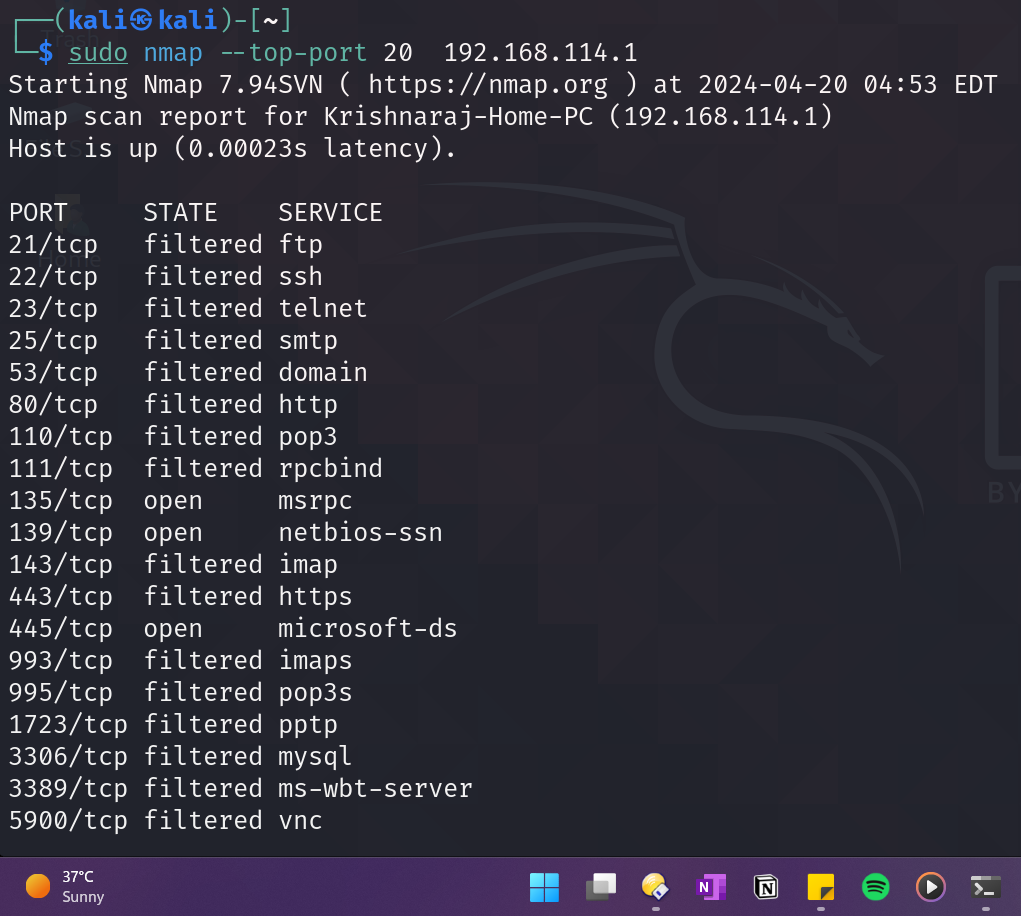 ┌──(kali㉿kali)-[~]
└─$ sudo nmap --top-port 20  192.168.114.1
Starting Nmap 7.94SVN ( https://nmap.org ) at 2024-04-20 04:53 EDT
Nmap scan report for Krishnaraj-Home-PC (192.168.114.1)
Host is up (0.00023s latency).
PORT     STATE    SERVICE
21/tcp   filtered ftp
22/tcp   filtered ssh
23/tcp   filtered telnet
25/tcp   filtered smtp
53/tcp   filtered domain
80/tcp   filtered http
110/tcp  filtered pop3
111/tcp  filtered rpcbind
135/tcp  open     msrpc
139/tcp  open     netbios-ssn
143/tcp  filtered imap
443/tcp  filtered https
445/tcp  open     microsoft-ds
993/tcp  filtered imaps
995/tcp  filtered pop3s
1723/tcp filtered pptp
3306/tcp filtered mysql
3389/tcp filtered ms-wbt-server
5900/tcp filtered vnc
Trash
Home
BY
37°C
Sunny
N
N